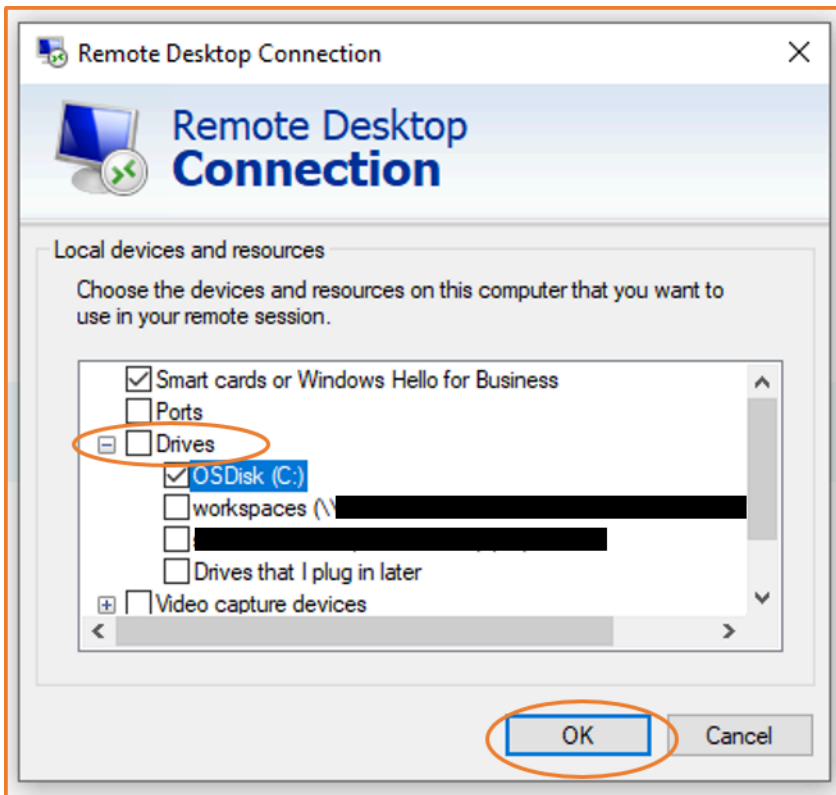 Remote Desktop Connection
Remote Desktop
Connection
Local devices and resources
Choose the devices and resources on this computer that you want to
use in your remote session.
Smart cards or Windows Hello for Business
Ports
Drives
OSDisk (C:)
workspaces (\\
Drives that I plug in later
Video capture devices
OK Cancel